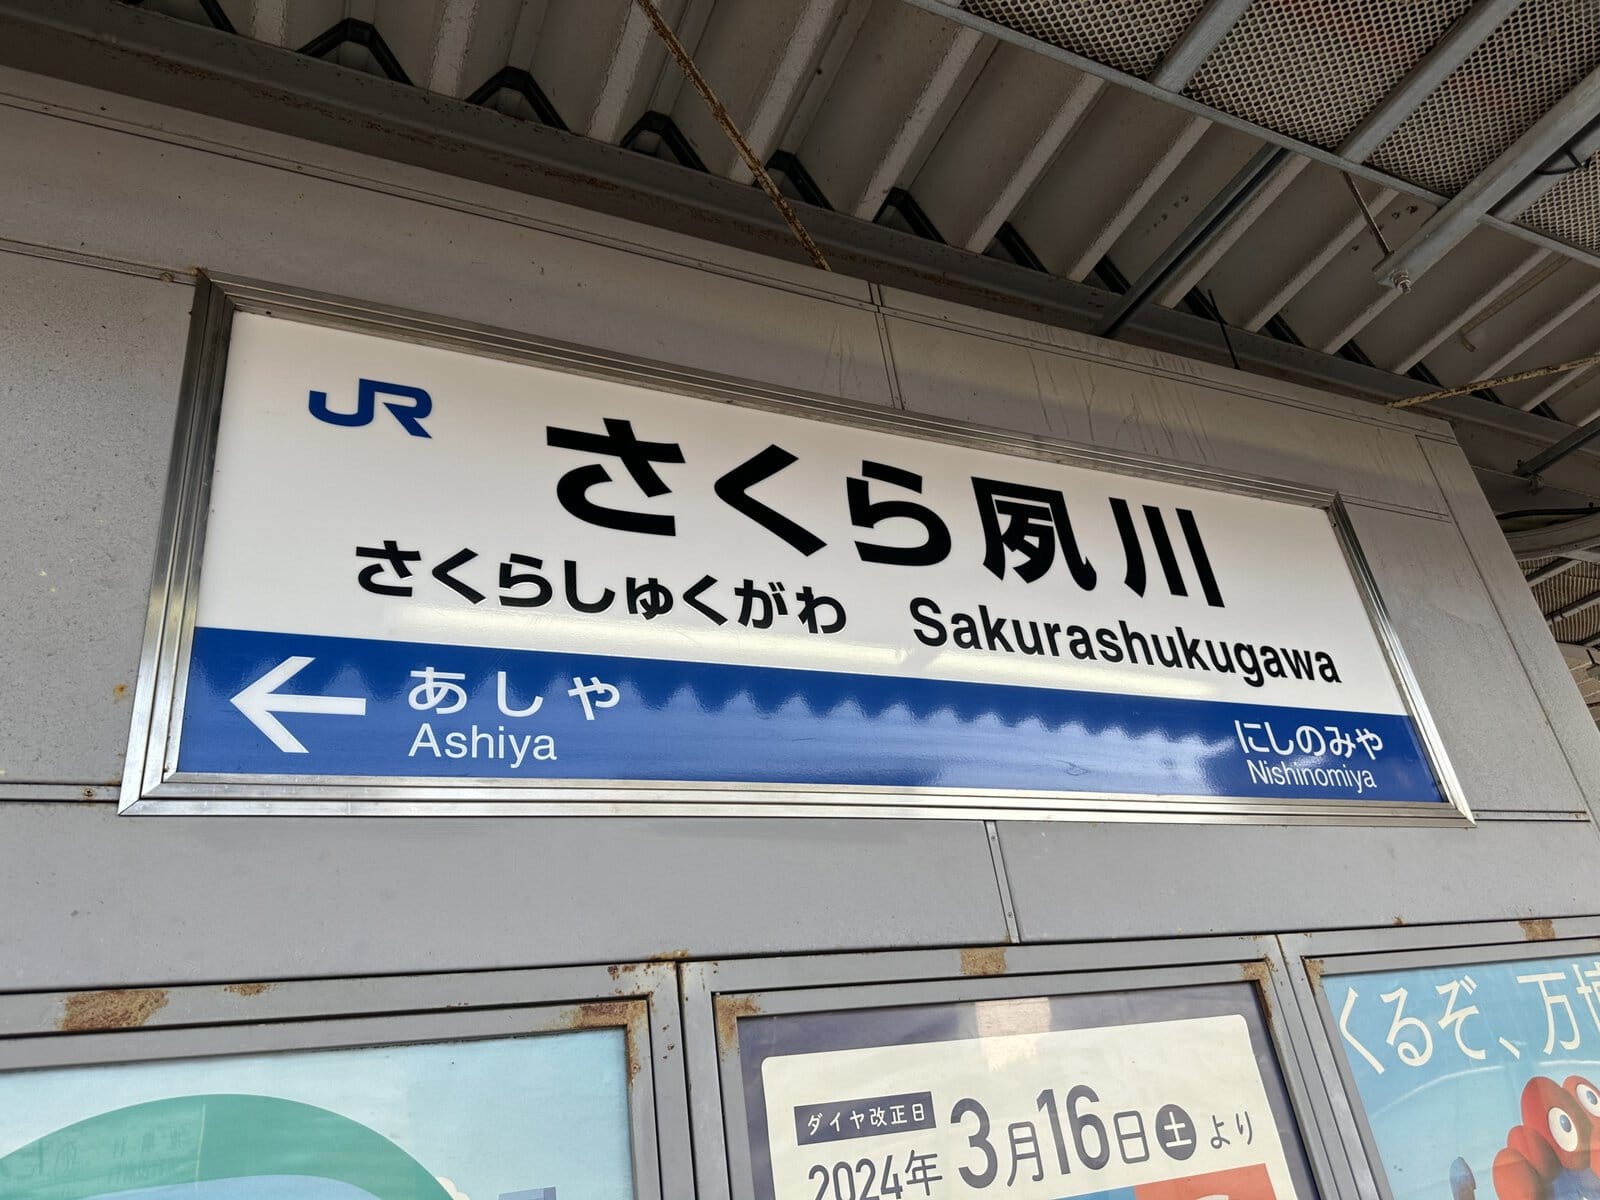 JR
さくら夙川
さくらしゅくがわ Sakurashukugawa
あしや にしのみや
Ashiya Nishinomiya
ダイヤ改正日
2024年3月16日土より
くるぞ、万博